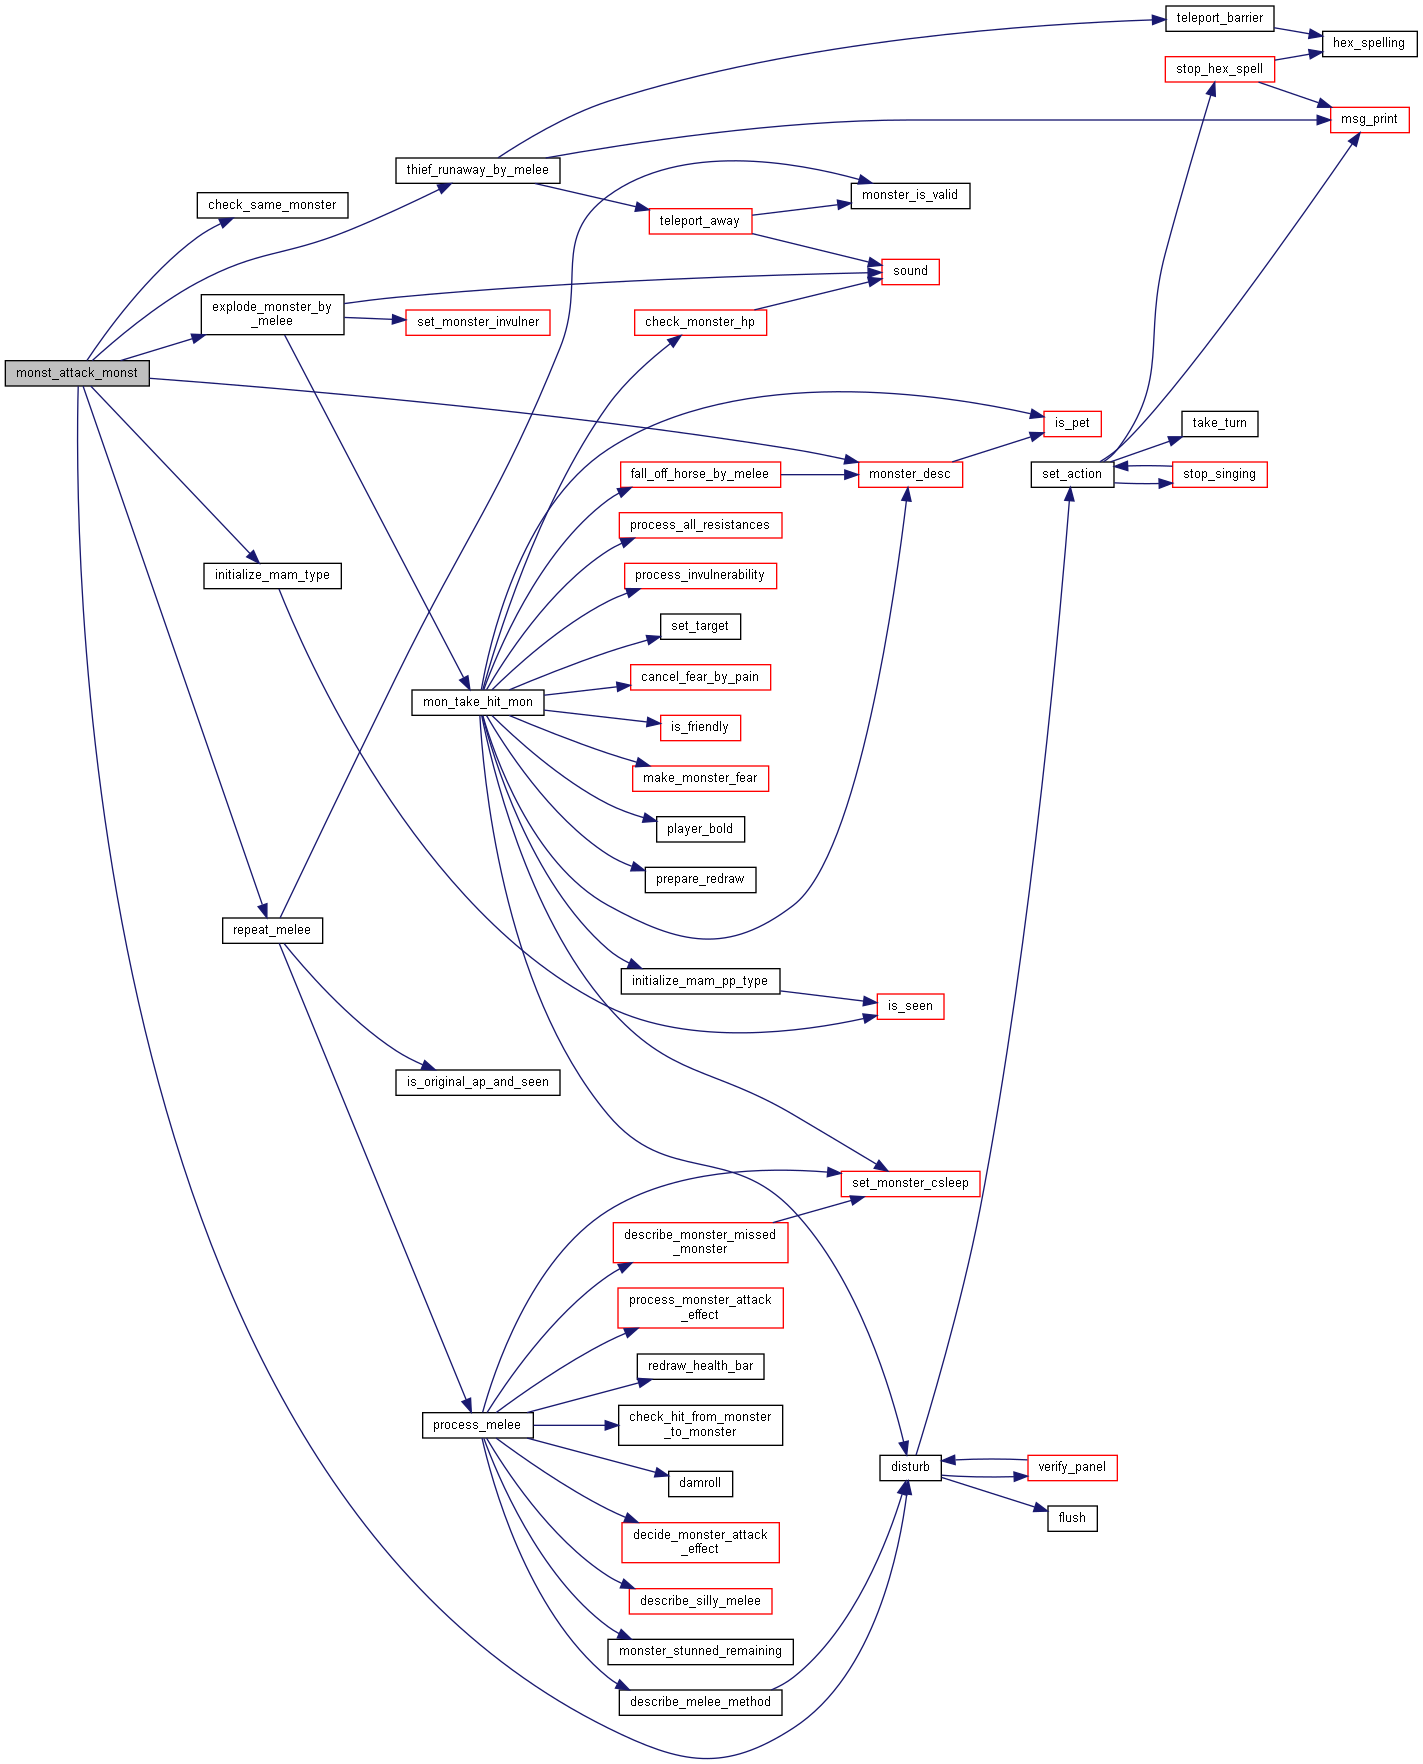 teleport_barrier
hex_spelling
stop_hex_spell
msg_print
thief_runaway_by_melee
monster_is_valid
check_same_monster
teleport_away
sound
explode_monster_by
_melee
set_monster_invulner
check_monster_hp
monst_attack_monst
is_pet
take_turn
fall_off_horse_by_melee
monster_desc
set_action
stop_singing
process_all_resistances
initialize_mam_type
process_invulnerability
set_target
cancel_fear_by_pain
mon_take_hit_mon
is_friendly
make_monster_fear
player_bold
prepare_redraw
repeat_melee
initialize_mam_pp_type
is_seen
is_original_ap_and_seen
set_monster_csleep
describe_monster_missed
_monster
process_monster_attack
_effect
redraw_health_bar
process_melee
check_hit_from_monster
_to_monster
disturb
verify_panel
damroll
flush
decide_monster_attack
_effect
describe_silly_melee
monster_stunned_remaining
describe_melee_method